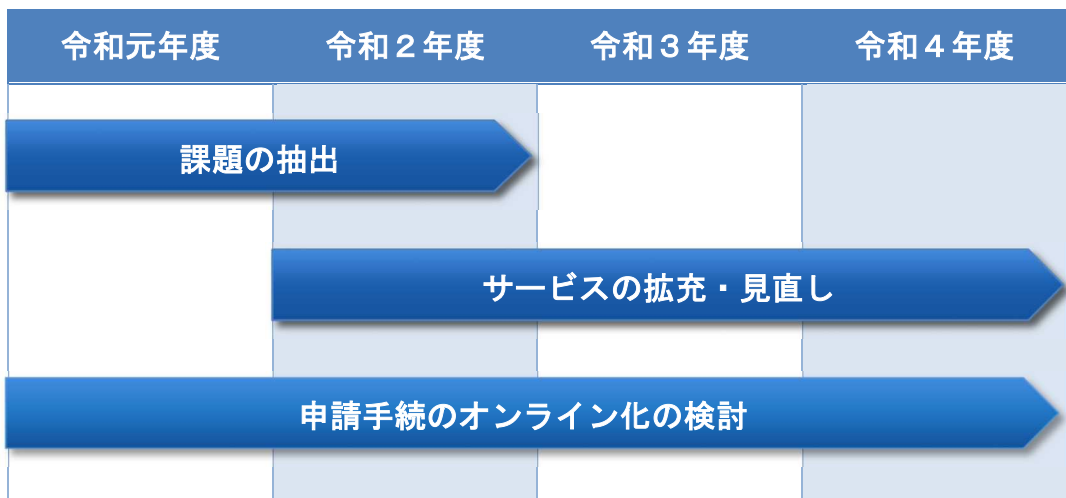 令和元年度 令和２年度 令和３年度 令和４年度
課題の抽出
サービスの拡充・見直し
申請手続のオンライン化の検討